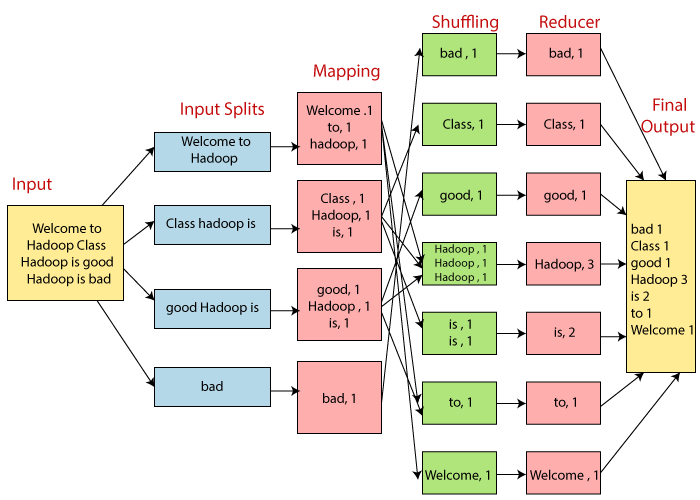 Input
Welcome to
Hadoop Class
Hadoop is good
Hadoop is bad
Input Splits
Welcome to
Hadoop
Class hadoop is
good Hadoop is
bad
Mapping
Welcome .1
to, 1
hadoop, 1
Class , 1
Hadoop, 1
is, 1
good, 1
Hadoop , 1
is, 1
bad, 1
Shuffling
bad , 1
Class, 1
good, 1
Hadoop , 1
Hadoop , 1
Hadoop , 1
is , 1
is , 1
to, 1
Welcome, 1
Reducer
bad, 1
Class, 1
good, 1
Hadoop, 3
is, 2
to, 1
Welcome , 1
Final
Output
bad 1
Class 1
good 1
Hadoop 3
is 2
to 1
Welcome 1